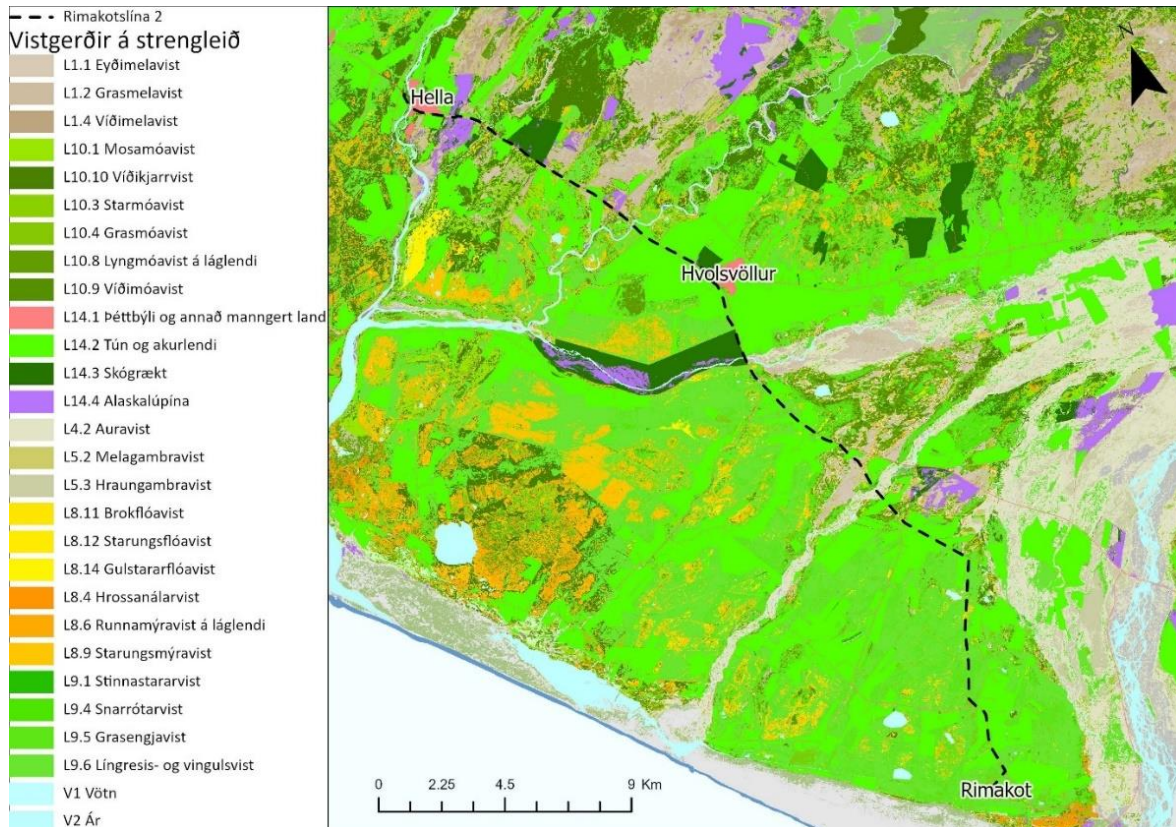 Rimakotslína 2
Vistgerðir á strengleið
L1.1 Eyðimelavist
L1.2 Grasmelavist
L1.4 Víðimelavist
L10.1 Mosamóavist
L10.10 Víðikjarrvist
L10.3 Starmóavist
L10.4 Grasmóavist
L10.8 Lyngmóavist á láglendi
L10.9 Víðimóavist
L14.1 Þéttbýli og annað manngert land
L14.2 Tún og akurlendi
L14.3 Skógrækt
L14.4 Alaskalúpína
L4.2 Auravist
L5.2 Melagambravist
L5.3 Hraungambravist
L8.11 Brokflóavist
L8.12 Starungsflóavist
L8.14 Gulstararflóavist
L8.4 Hrossanálarvist
L8.6 Runnamýravist á láglendi
L8.9 Starungsmýravist
L9.1 Stinnastararvist
L9.4 Snarrótarvist
L9.5 Grasengjavist
L9.6 Língresis- og vingulsvist
V1 Vötn
V2 Ár
N
Hella
Hvolsvöllur
Rimakot
0 2.25 4.5 9 Km